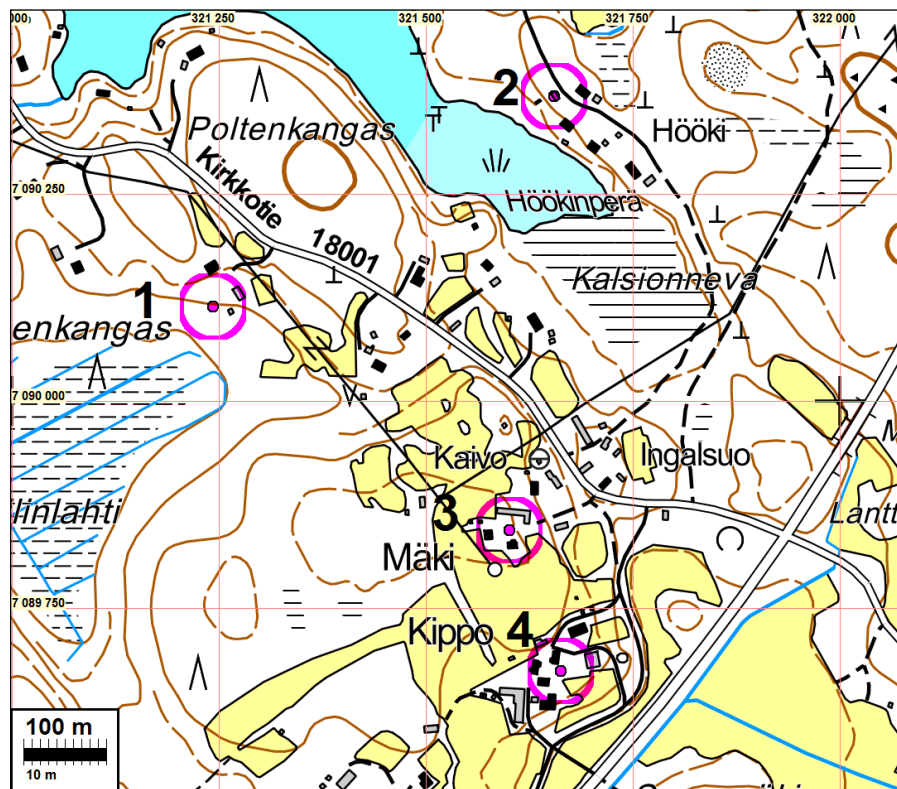 000)
321 250
321 500
321 750
322 000
2
Poltenkangas
Hööki
Kirkkotie
7 090 250
Höökinperä
18001
Kalsionneva
1
enkangas
7 090 000
Kaivo
Ingalsuo
M
3
linlahti
Lantt
Mäki
7 089 750
Kippo
4
100 m
10 m